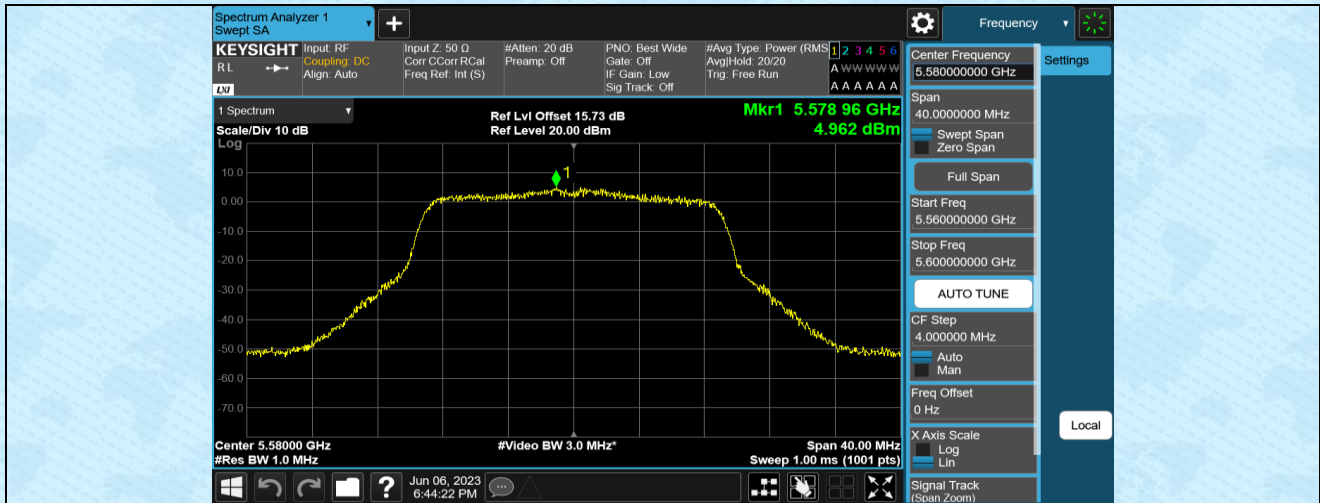 Spectrum Analyzer 1
Swept SA
+
Frequency
KEYSIGHT
RL
LXI
Input: RF
Coupling: DC
Align: Auto
Input Z: 50 Ω
Corr CCorr RCal
Freq Ref: Int (S)
#Atten: 20 dB
Preamp: Off
PNO: Best Wide
Gate: Off
IF Gain: Low
Sig Track: Off
#Avg Type: Power (RMS
Avg|Hold: 20/20
Trig: Free Run
1 2 3 4 5 6
A W W W W W
A A A A A A
1 Spectrum
Scale/Div 10 dB
Ref Lvl Offset 15.73 dB
Ref Level 20.00 dBm
Mkr1 5.578 96 GHz
4.962 dBm
Log
10.0
0.00
-10.0
-20.0
-30.0
-40.0
-50.0
-60.0
-70.0
1
Center 5.58000 GHz
#Res BW 1.0 MHz
#Video BW 3.0 MHz*
Span 40.00 MHz
Sweep 1.00 ms (1001 pts)
?
Jun 06, 2023
6:44:22 PM
Center Frequency
5.580000000 GHz
Span
40.0000000 MHz
Swept Span
Zero Span
Full Span
Start Freq
5.560000000 GHz
Stop Freq
5.600000000 GHz
AUTO TUNE
CF Step
4.000000 MHz
Auto
Man
Freq Offset
0 Hz
X Axis Scale
Log
Lin
Signal Track
(Span Zoom)
Settings
Local